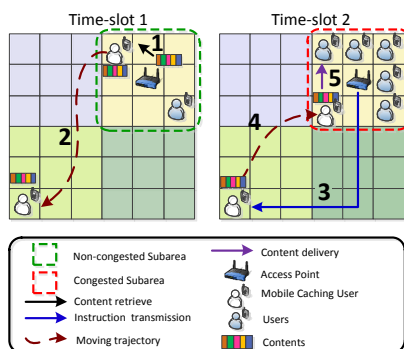 Time-slot 1
Time-slot 2
1
2
3
4
5
Non-congested Subarea
Congested Subarea
Content retrieve
Instruction transmission
Moving trajectory
Content delivery
Access Point
Mobile Caching User
Users
Contents